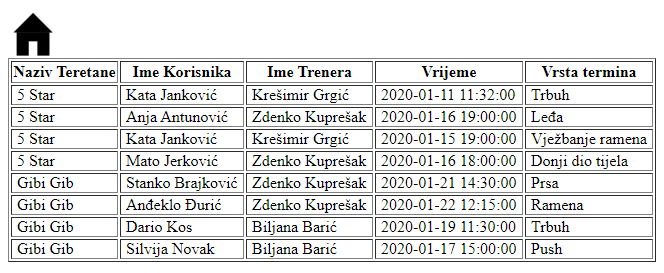 Naziv Teretane Ime Korisnika Ime Trenera Vrijeme Vrsta termina
5 Star Kata Janković Krešimir Grgić 2020-01-11 11:32:00 Trbuh
5 Star Anja Antunović Zdenko Kuprešak 2020-01-16 19:00:00 Leđa
5 Star Kata Janković Krešimir Grgić 2020-01-15 19:00:00 Vježbanje ramena
5 Star Mato Jerković Zdenko Kuprešak 2020-01-16 18:00:00 Donji dio tijela
Gibi Gib Stanko Brajković Zdenko Kuprešak 2020-01-21 14:30:00 Prsa
Gibi Gib Anđeklo Đurić Zdenko Kuprešak 2020-01-22 12:15:00 Ramena
Gibi Gib Dario Kos Biljana Barić 2020-01-19 11:30:00 Trbuh
Gibi Gib Silvija Novak Biljana Barić 2020-01-17 15:00:00 Push